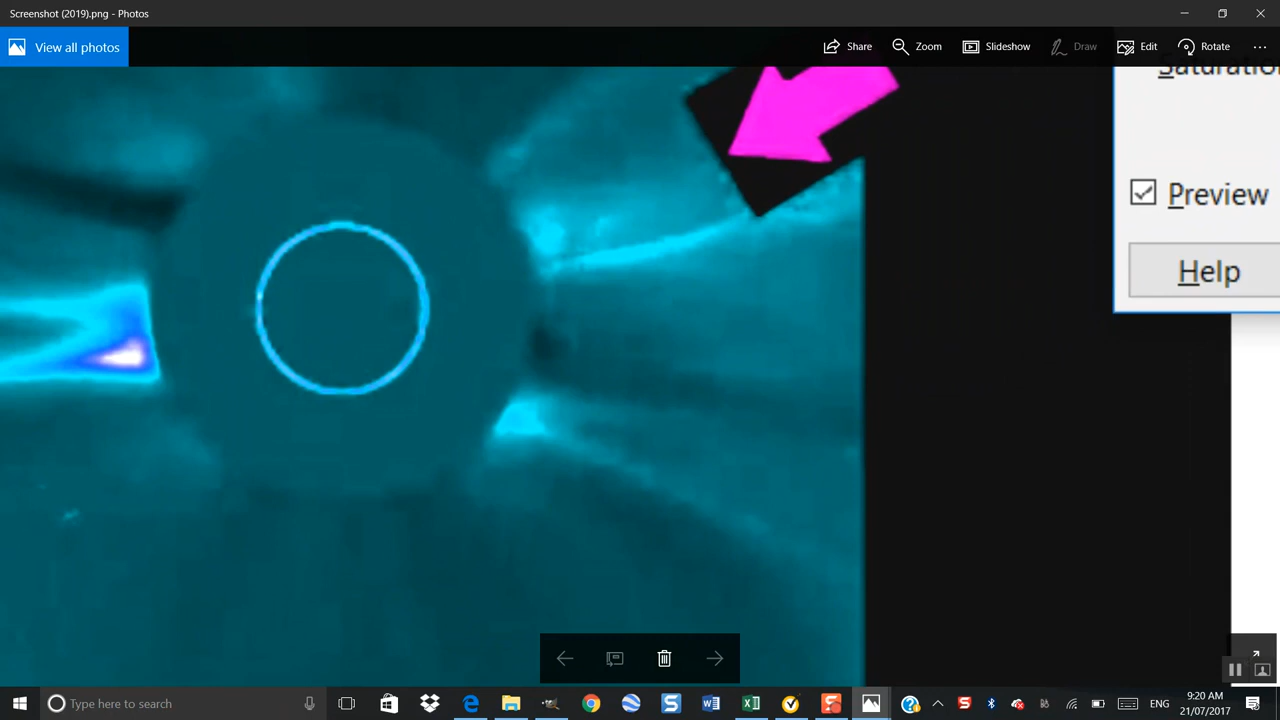 Screenshot (2019).png - Photos
View all photos
Share
Zoom
Slideshow
Draw
Edit
Rotate
Saturatio
Preview
Help
Type here to search
ENG
9:20 AM
21/07/2017